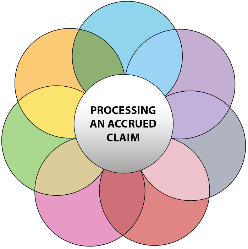 PROCESSING
AN ACCRUED
CLAIM